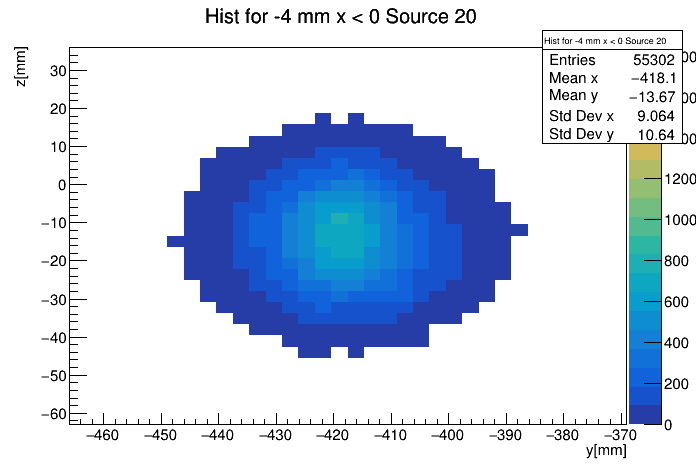 Hist for -4 mm x < 0 Source 20
Hist for -4 mm x < 0 Source 20
Entries 55302
Mean x −418.1
Mean y −13.67
Std Dev x 9.064
Std Dev y 10.64
z[mm]
30
20
10
0
−10
−20
−30
−40
−50
−60
−460 −450 −440 −430 −420 −410 −400 −390 −380 −370
y[mm]
1200
1000
800
600
400
200
0